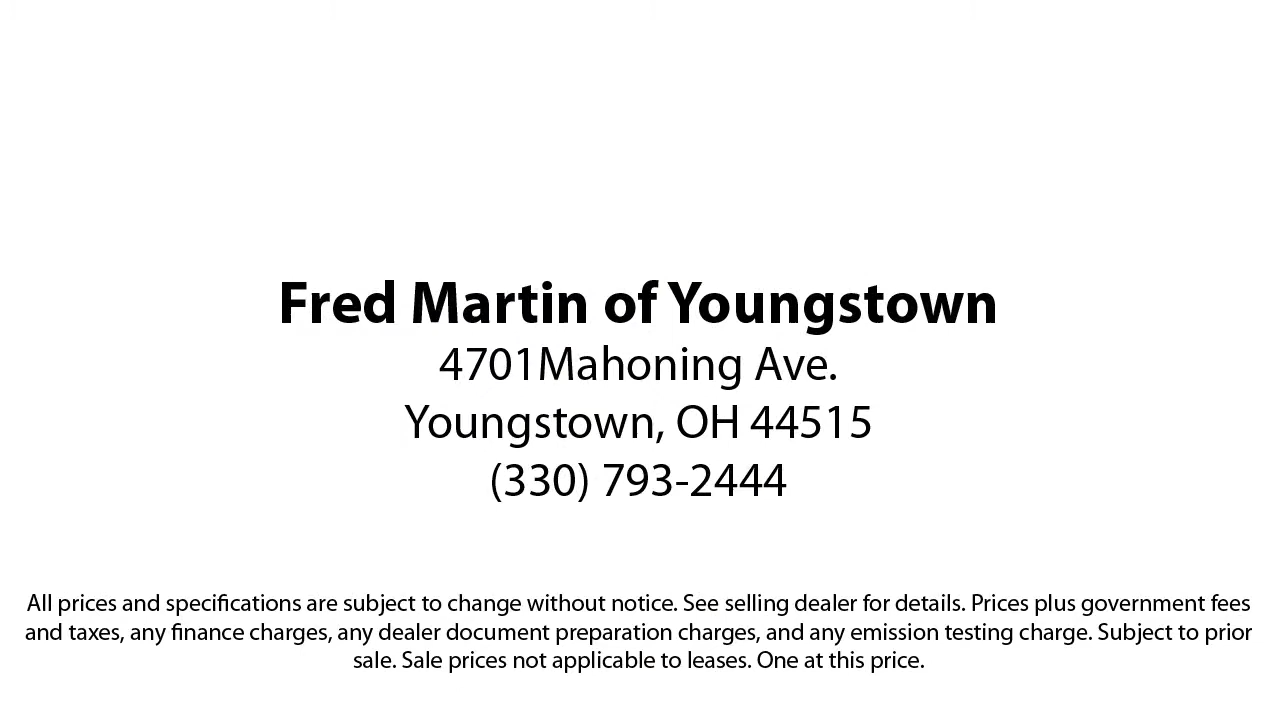 Fred Martin of Youngstown
4701Mahoning Ave.
Youngstown, OH 44515
(330) 793-2444
All prices and specifications are subject to change without notice. See selling dealer for details. Prices plus government fees
and taxes, any finance charges, any dealer document preparation charges, and any emission testing charge. Subject to prior
sale. Sale prices not applicable to leases. One at this price.